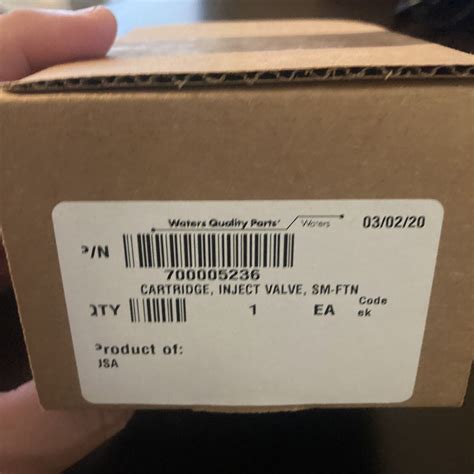 Waters Quality Parts Waters 03/02/20
P/N
700005236
CARTRIDGE, INJECT VALVE, SM-FTN
QTY 1 EA Code
ek
Product of:
USA